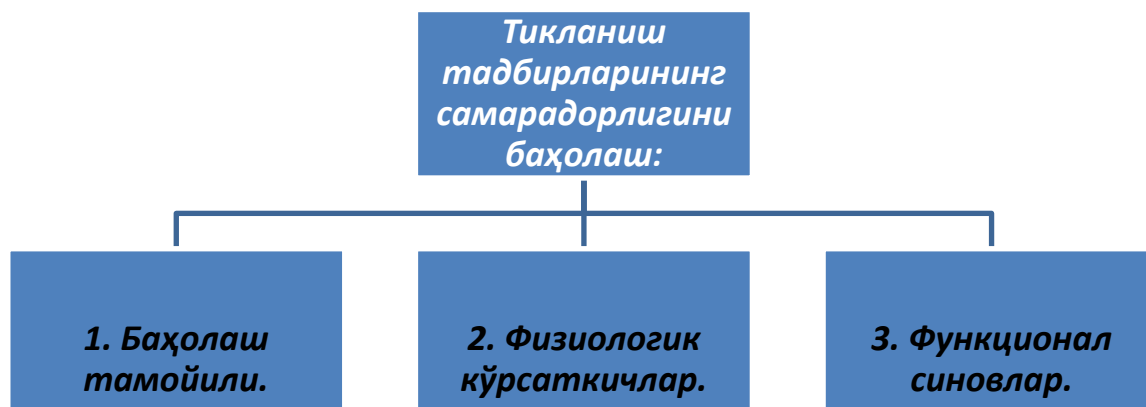 Тикланиш
тадбирларининг
самарадорлигини
баҳолаш:
1. Баҳолаш
тамойили.
2. Физиологик
кўрсаткичлар.
3. Функционал
синовлар.